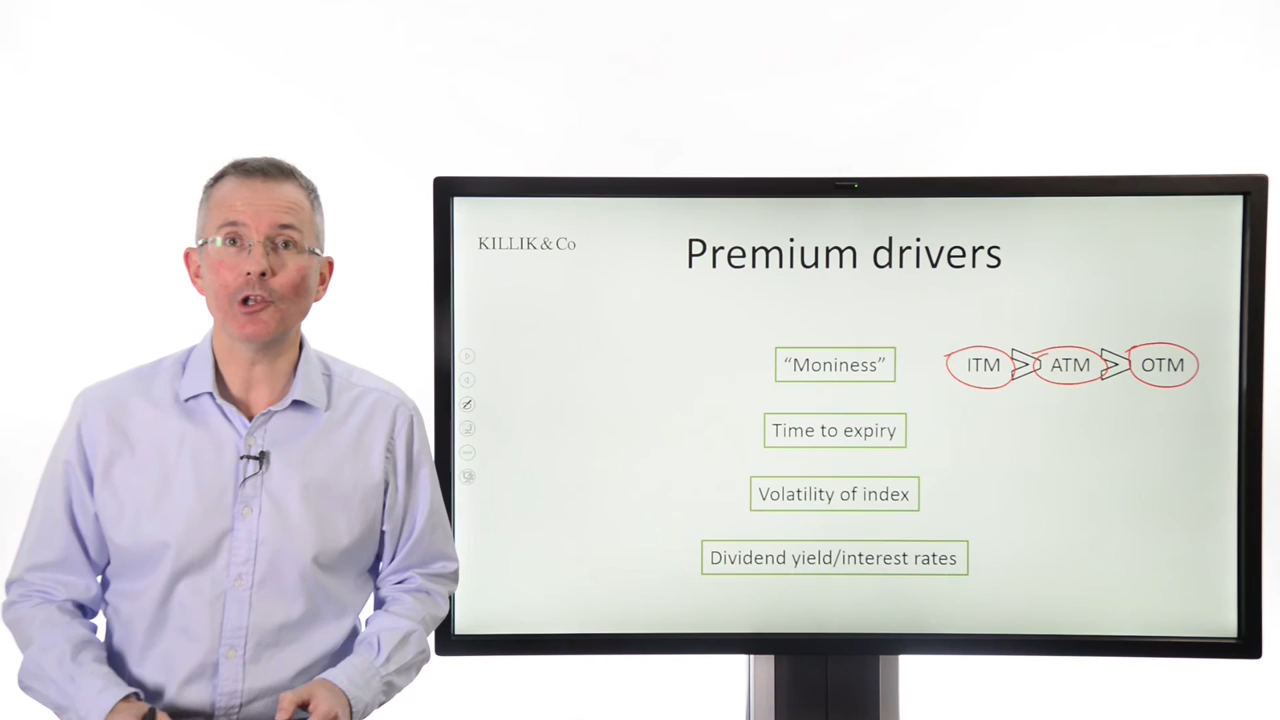 KILLIK & Co
Premium drivers
“Moniness”
ITM > ATM > OTM
Time to expiry
Volatility of index
Dividend yield/interest rates